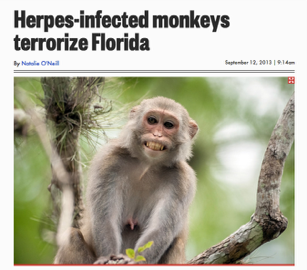 Herpes-infected monkeys
terrorize Florida
By Natalie O'Neill
September 12, 2013 | 9:14am